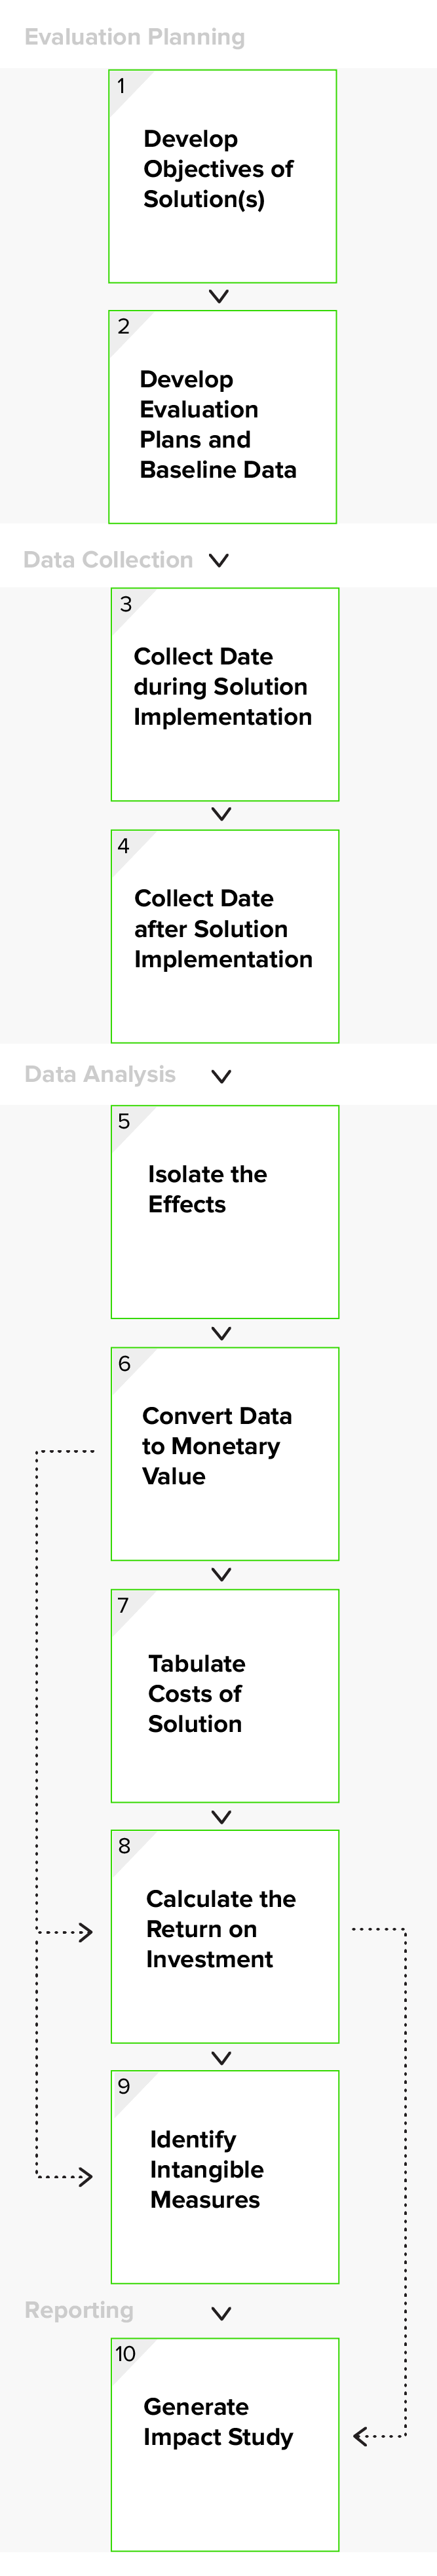 Evaluation Planning
1
Develop
Objectives of
Solution(s)
2
Develop
Evaluation
Plans and
Baseline Data
Data Collection
3
Collect Date
during Solution
Implementation
4
Collect Date
after Solution
Implementation
Data Analysis
5
Isolate the
Effects
6
Convert Data
to Monetary
Value
7
Tabulate
Costs of
Solution
8
Calculate the
Return on
Investment
9
Identify
Intangible
Measures
Reporting
10
Generate
Impact Study